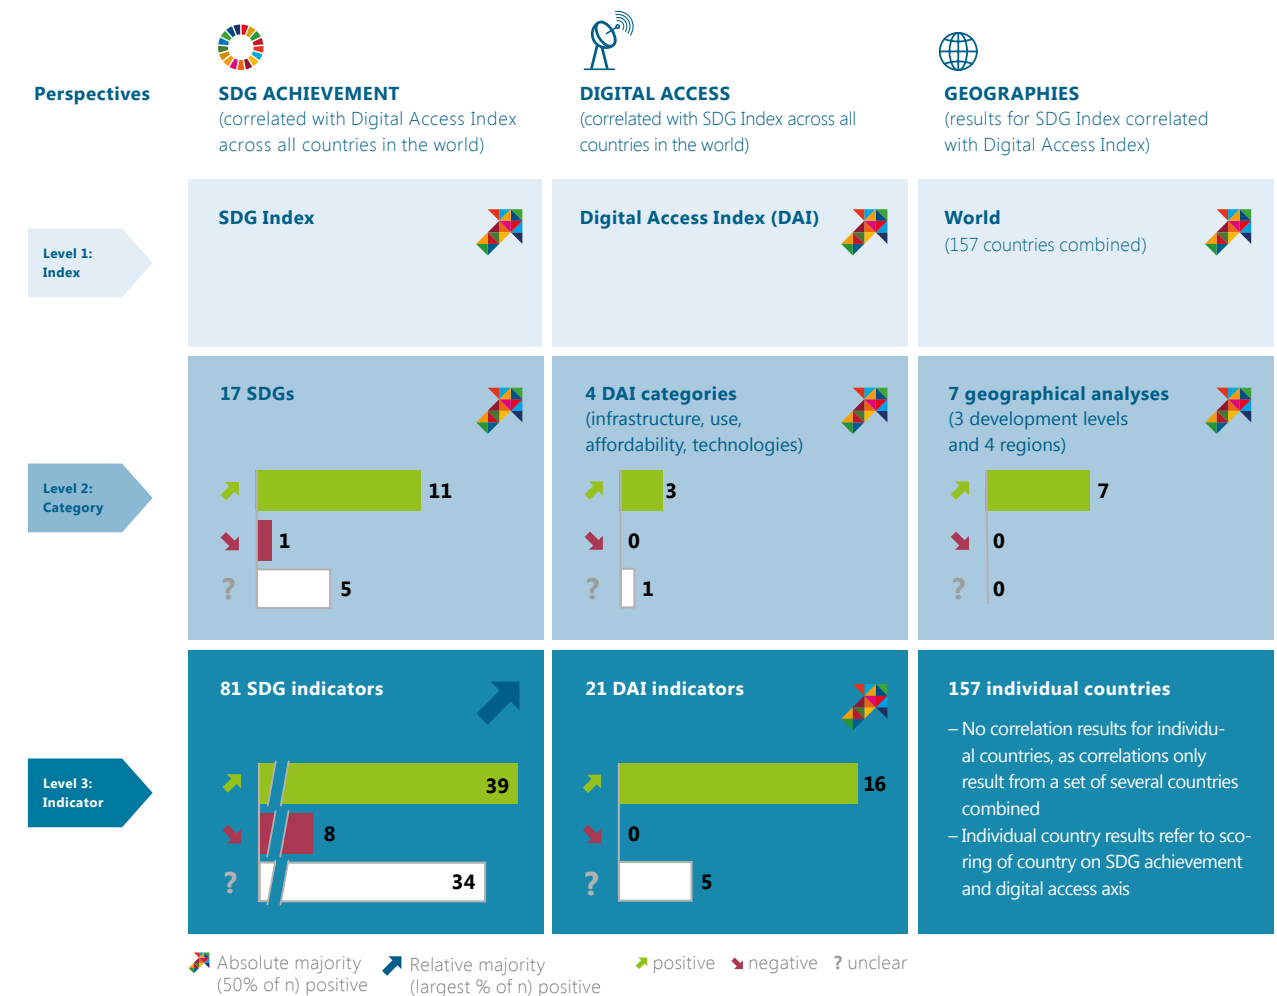 Perspectives
SDG ACHIEVEMENT
(correlated with Digital Access Index
across all countries in the world)
DIGITAL ACCESS
(correlated with SDG Index across all
countries in the world)
GEOGRAPHIES
(results for SDG Index correlated
with Digital Access Index)
Level 1:
Index
SDG Index
Digital Access Index (DAI)
World
(157 countries combined)
Level 2:
Category
17 SDGs
11
1
?
5
4 DAI categories
(infrastructure, use,
affordability, technologies)
3
0
?
1
7 geographical analyses
(3 development levels
and 4 regions)
7
0
?
0
Level 3:
Indicator
81 SDG indicators
39
8
?
34
21 DAI indicators
16
0
?
5
157 individual countries
– No correlation results for individu-
al countries, as correlations only
result from a set of several countries
combined
– Individual country results refer to sco-
ring of country on SDG achievement
and digital access axis
Absolute majority
(50% of n) positive
Relative majority
(largest % of n) positive
positive
negative
? unclear